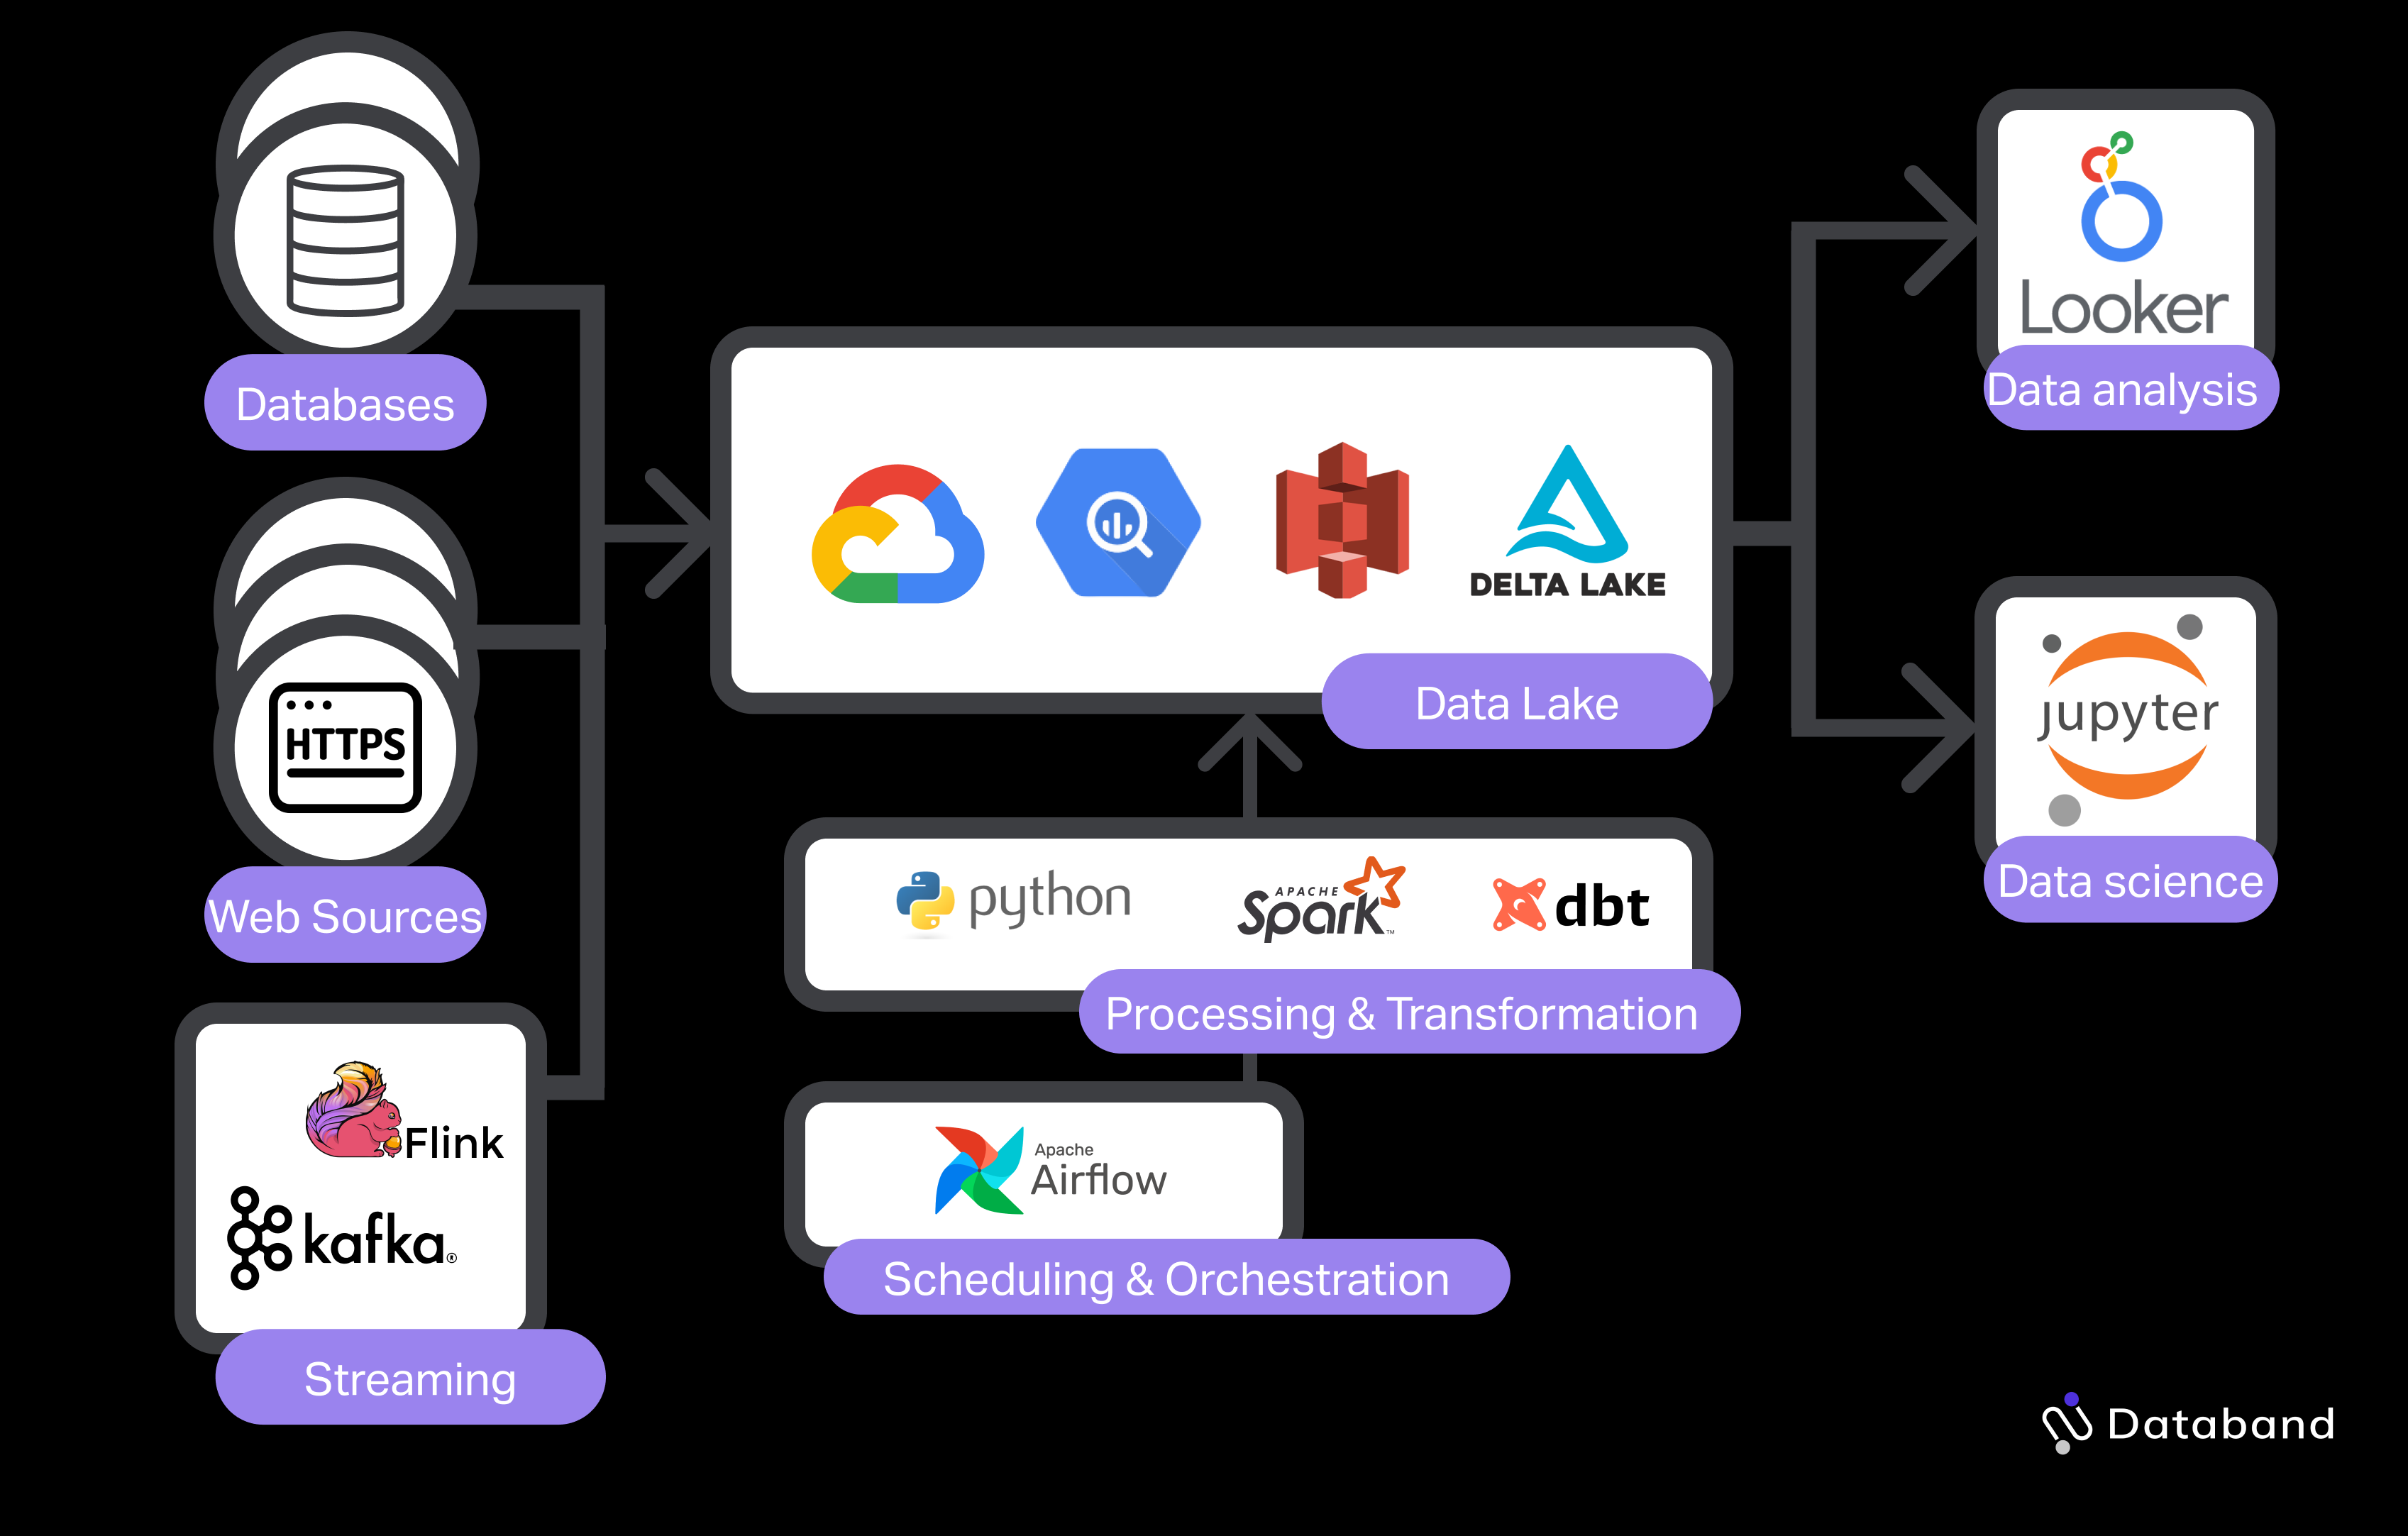 Databases
HTTPS
Web Sources
Flink
kafka®
Streaming
DELTA LAKE
Data Lake
python
APACHE
Spark™
dbt
Processing & Transformation
Apache
Airflow
Scheduling & Orchestration
Looker
Data analysis
jupyter
Data science
Databand